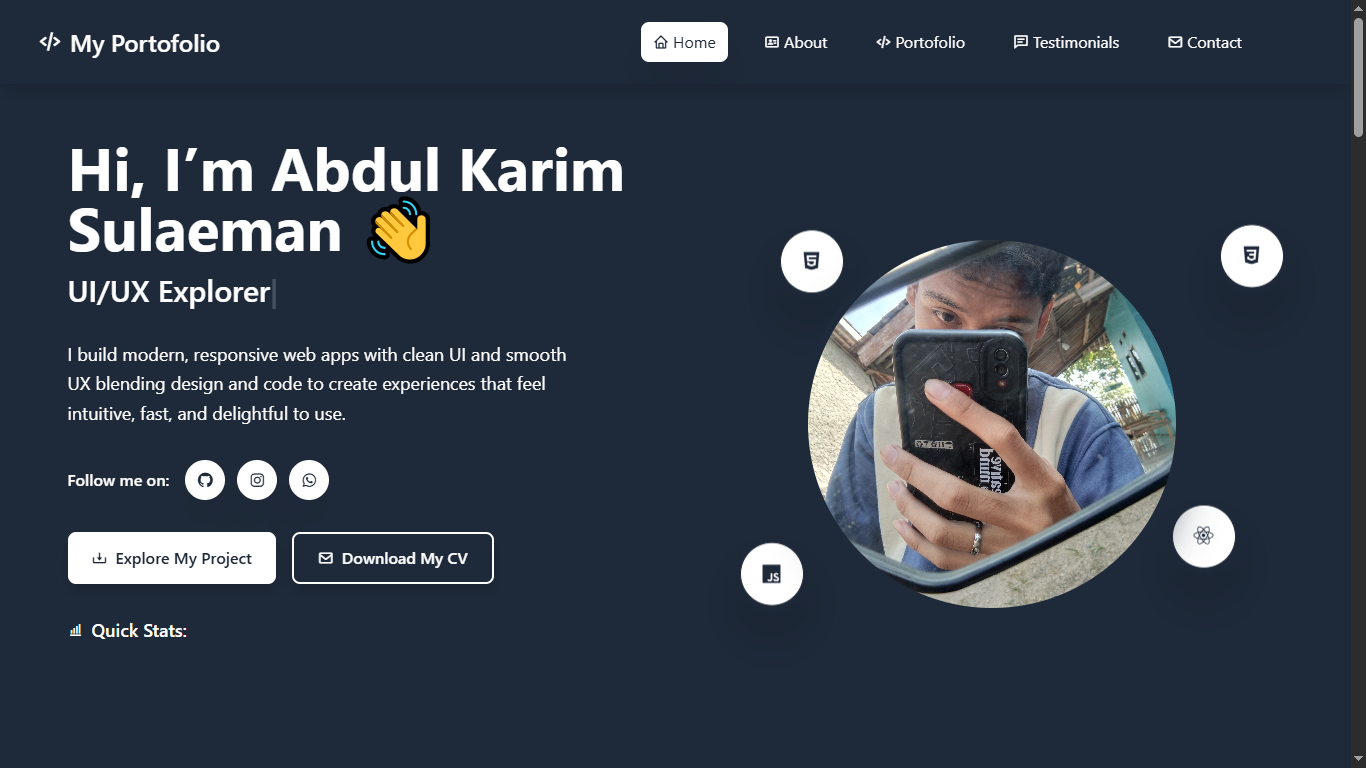 My Portofolio
Home
About
Portofolio
Testimonials
Contact
Hi, I’m Abdul Karim
Sulaeman 👋
UI/UX Explorer
I build modern, responsive web apps with clean UI and smooth
UX blending design and code to create experiences that feel
intuitive, fast, and delightful to use.
Follow me on:
Explore My Project
Download My CV
Quick Stats:
5
3
JS